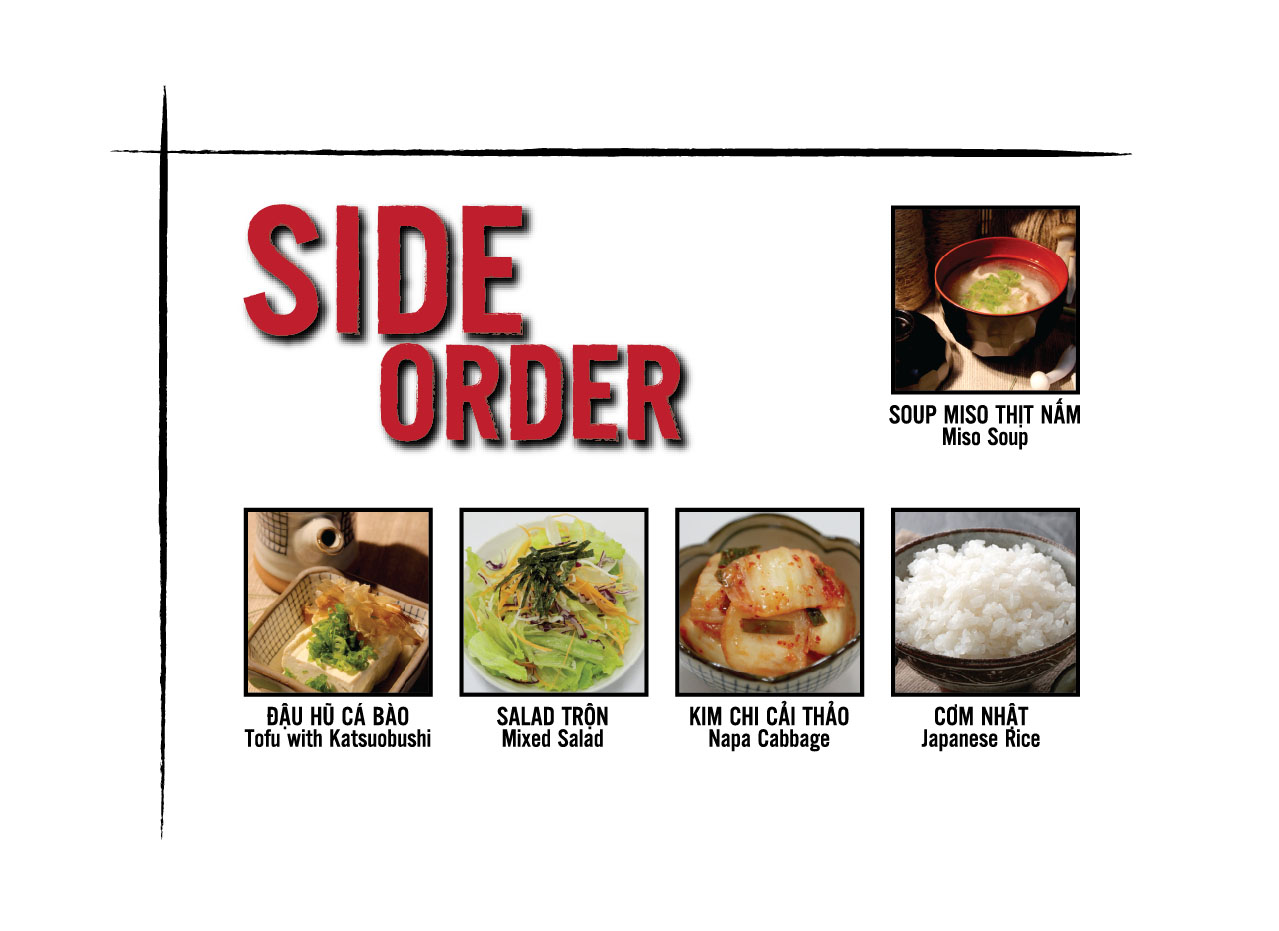 SIDE
ORDER
SOUP MISO THỊT NẤM
Miso Soup
ĐẬU HŨ CÁ BÀO
Tofu with Katsuobushi
SALAD TRỘN
Mixed Salad
KIM CHI CẢI THẢO
Napa Cabbage
CƠM NHẬT
Japanese Rice